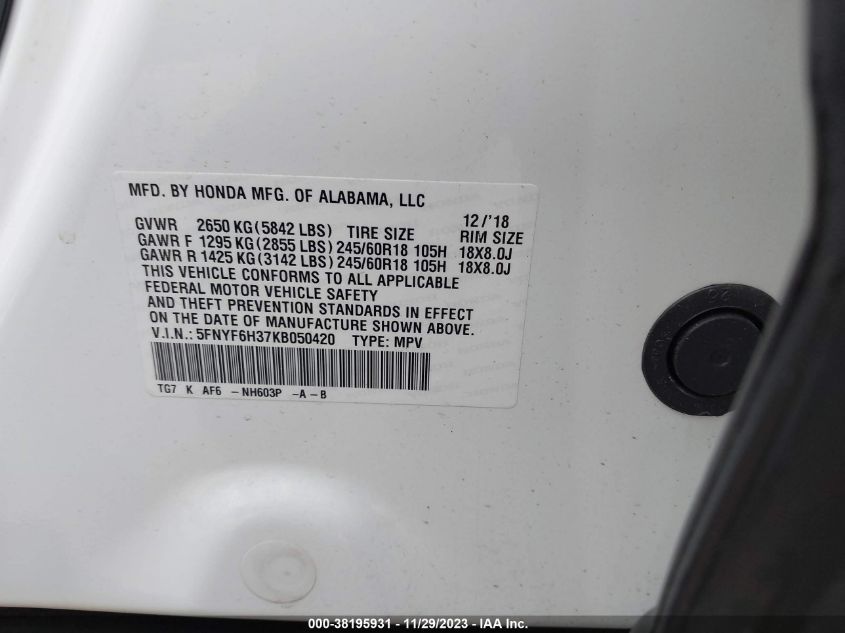 MFD. BY HONDA MFG. OF ALABAMA, LLC
12/'18
GVWR 2650 KG(5842 LBS) TIRE SIZE RIM SIZE
GAWR F 1295 KG(2855 LBS) 245/60R18 105H 18X8.0J
GAWR R 1425 KG(3142 LBS) 245/60R18 105H 18X8.0J
THIS VEHICLE CONFORMS TO ALL APPLICABLE
FEDERAL MOTOR VEHICLE SAFETY
AND THEFT PREVENTION STANDARDS IN EFFECT
ON THE DATE OF MANUFACTURE SHOWN ABOVE.
V.I.N.: 5FNYF6H37KB050420 TYPE: MPV
TG7 K AF6 -NH603P -A-B
000-38195931 - 11/29/2023 - IAA Inc.